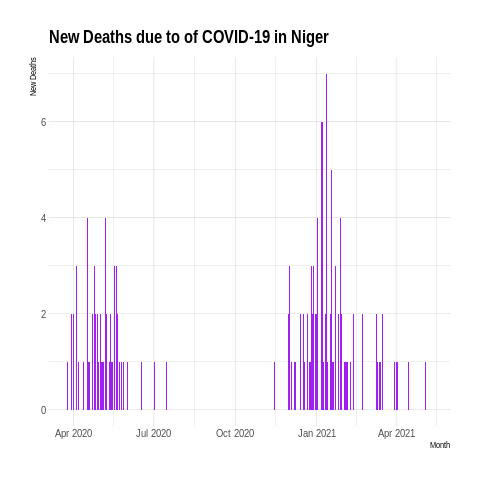 New Deaths due to of COVID-19 in Niger
New Deaths
6
4
2
0
Apr 2020 Jul 2020 Oct 2020 Jan 2021 Apr 2021
Month